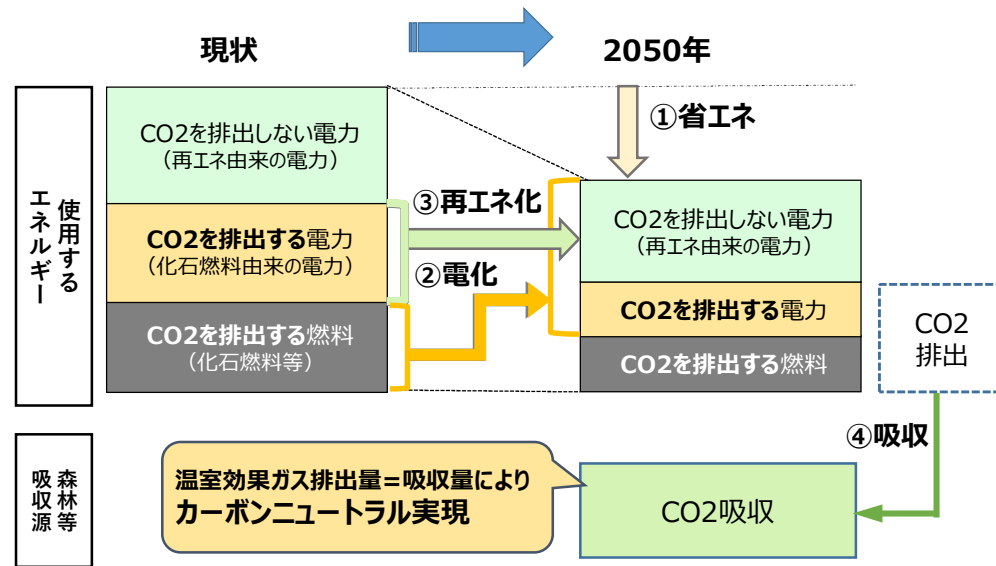 現状
2050年
使用する
エネルギー
CO2を排出しない電力
（再エネ由来の電力）
CO2を排出する電力
（化石燃料由来の電力）
CO2を排出する燃料
（化石燃料等）
①省エネ
③再エネ化
②電化
CO2を排出しない電力
（再エネ由来の電力）
CO2を排出する電力
CO2を排出する燃料
CO2
排出
④吸収
森林等
吸収源
温室効果ガス排出量＝吸収量により
カーボンニュートラル実現
CO2吸収